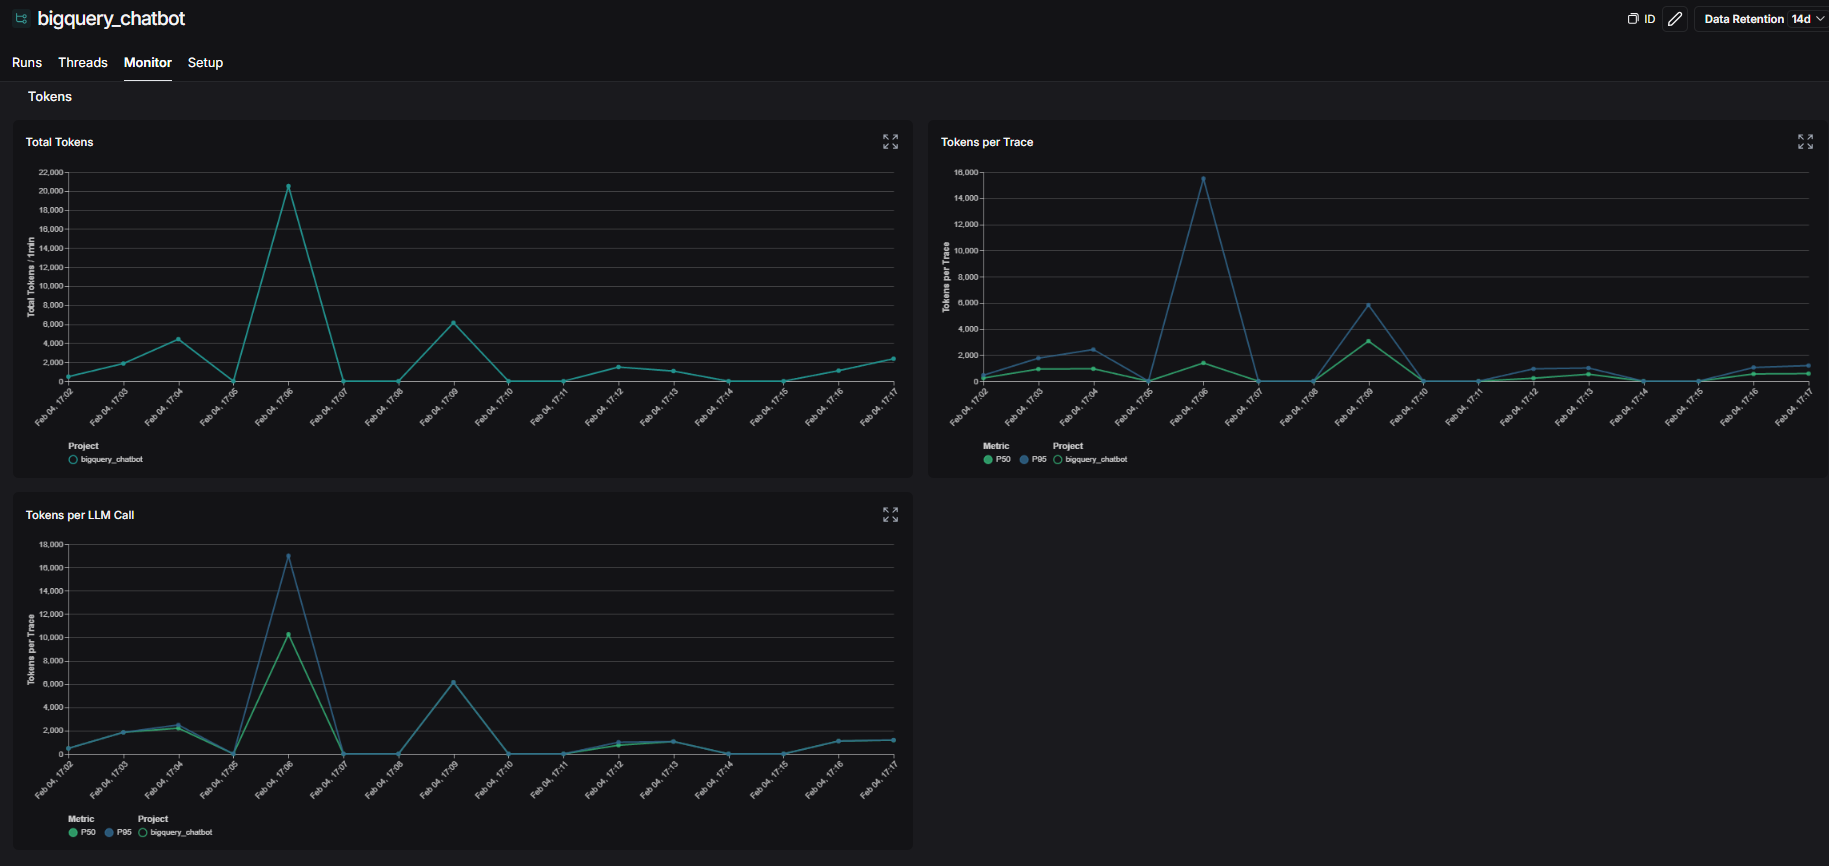 bigquery_chatbot
ID
Data Retention 14d
Runs Threads Monitor Setup
Tokens
Total Tokens
Total Tokens / 1min
22,000
20,000
18,000
16,000
14,000
12,000
10,000
8,000
6,000
4,000
2,000
0
Feb 04, 17:02
Feb 04, 17:03
Feb 04, 17:04
Feb 04, 17:05
Feb 04, 17:06
Feb 04, 17:07
Feb 04, 17:08
Feb 04, 17:09
Feb 04, 17:10
Feb 04, 17:11
Feb 04, 17:12
Feb 04, 17:13
Feb 04, 17:14
Feb 04, 17:15
Feb 04, 17:16
Feb 04, 17:17
Project
bigquery_chatbot
Tokens per Trace
Tokens per Trace
16,000
14,000
12,000
10,000
8,000
6,000
4,000
2,000
0
Feb 04, 17:02
Feb 04, 17:03
Feb 04, 17:04
Feb 04, 17:05
Feb 04, 17:06
Feb 04, 17:07
Feb 04, 17:08
Feb 04, 17:09
Feb 04, 17:10
Feb 04, 17:11
Feb 04, 17:12
Feb 04, 17:13
Feb 04, 17:14
Feb 04, 17:15
Feb 04, 17:16
Feb 04, 17:17
Metric Project
P50 P95 bigquery_chatbot
Tokens per LLM Call
Tokens per Trace
18,000
16,000
14,000
12,000
10,000
8,000
6,000
4,000
2,000
0
Feb 04, 17:02
Feb 04, 17:03
Feb 04, 17:04
Feb 04, 17:05
Feb 04, 17:06
Feb 04, 17:07
Feb 04, 17:08
Feb 04, 17:09
Feb 04, 17:10
Feb 04, 17:11
Feb 04, 17:12
Feb 04, 17:13
Feb 04, 17:14
Feb 04, 17:15
Feb 04, 17:16
Feb 04, 17:17
Metric Project
P50 P95 bigquery_chatbot